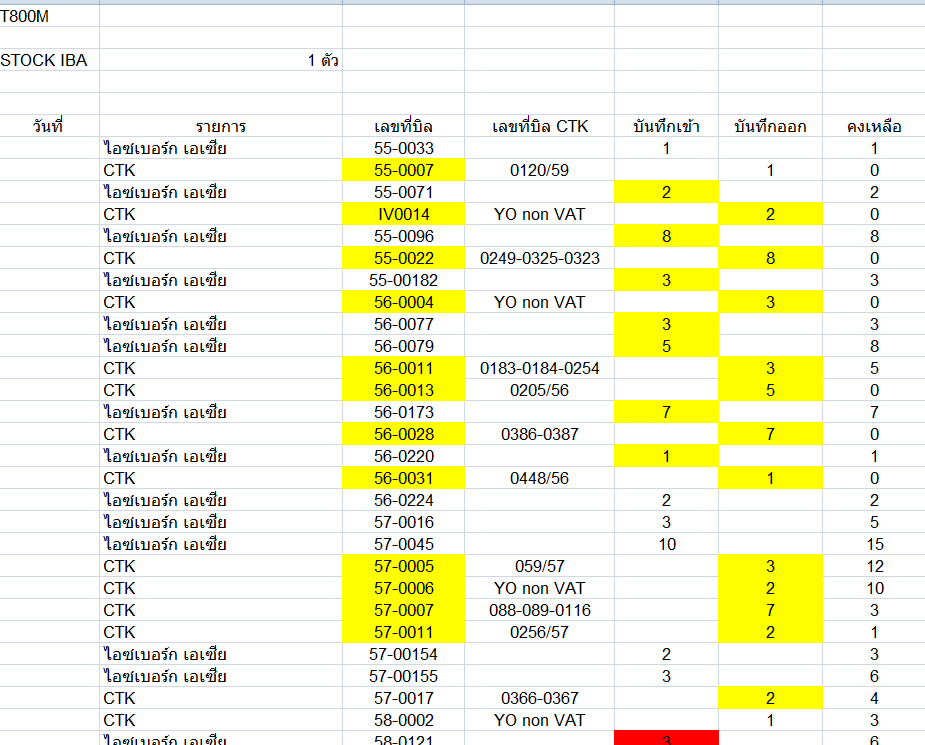 T800M
STOCK IBA 1 ตัว
วันที่ รายการ เลขที่บิล เลขที่บิล CTK บันทึกเข้า บันทึกออก คงเหลือ
ไอซ์เบอร์ก เอเซีย 55-0033 1 1
CTK 55-0007 0120/59 1 0
ไอซ์เบอร์ก เอเซีย 55-0071 2 2
CTK IV0014 YO non VAT 2 0
ไอซ์เบอร์ก เอเซีย 55-0096 8 8
CTK 55-0022 0249-0325-0323 8 0
ไอซ์เบอร์ก เอเซีย 55-00182 3 3
CTK 56-0004 YO non VAT 3 0
ไอซ์เบอร์ก เอเซีย 56-0077 3 3
ไอซ์เบอร์ก เอเซีย 56-0079 5 8
CTK 56-0011 0183-0184-0254 3 5
CTK 56-0013 0205/56 5 0
ไอซ์เบอร์ก เอเซีย 56-0173 7 7
CTK 56-0028 0386-0387 7 0
ไอซ์เบอร์ก เอเซีย 56-0220 1 1
CTK 56-0031 0448/56 1 0
ไอซ์เบอร์ก เอเซีย 56-0224 2 2
ไอซ์เบอร์ก เอเซีย 57-0016 3 5
ไอซ์เบอร์ก เอเซีย 57-0045 10 15
CTK 57-0005 059/57 3 12
CTK 57-0006 YO non VAT 2 10
CTK 57-0007 088-089-0116 7 3
CTK 57-0011 0256/57 2 1
ไอซ์เบอร์ก เอเซีย 57-00154 2 3
ไอซ์เบอร์ก เอเซีย 57-00155 3 6
CTK 57-0017 0366-0367 2 4
CTK 58-0002 YO non VAT 1 3
ไอซ์เบอร์ก เอเซีย 58-0121 3 6